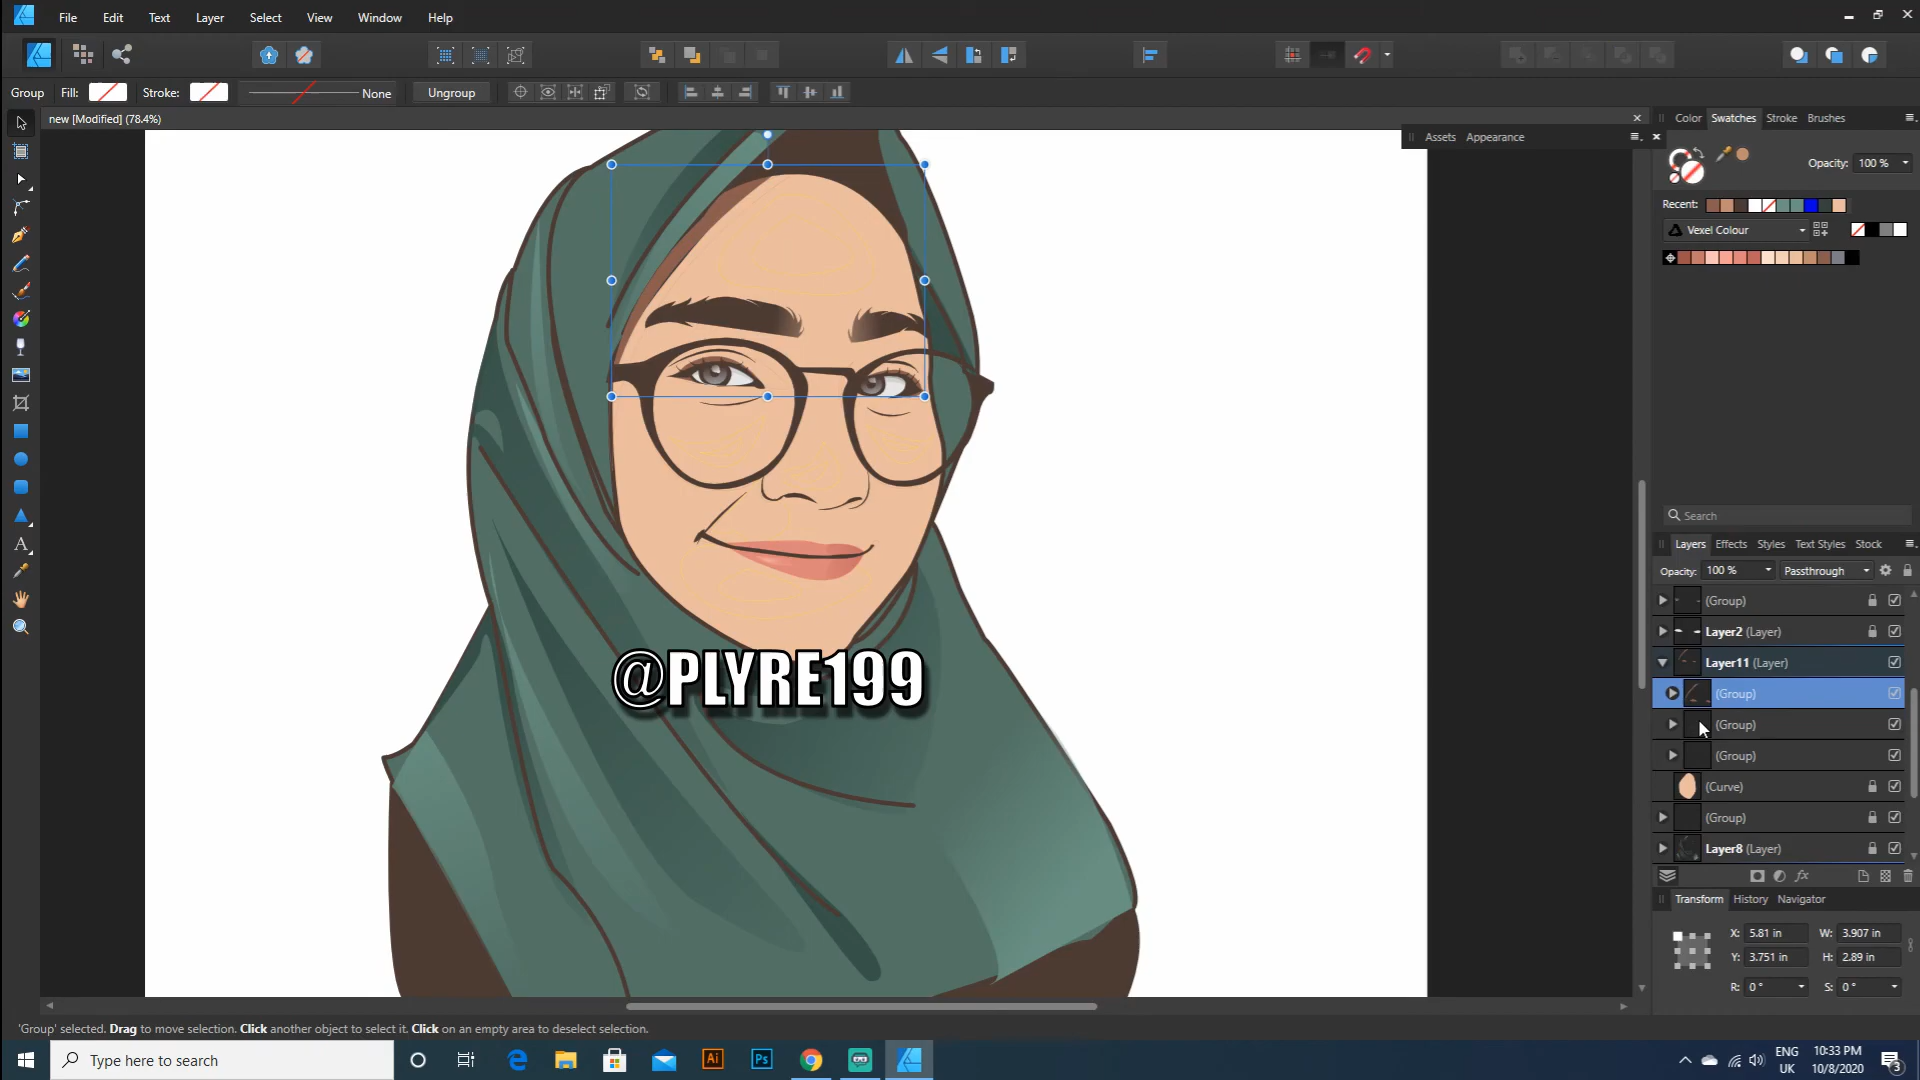 File Edit Text Layer Select View Window Help
Group Fill: Stroke: None Ungroup
new [Modified] (78.4%)
Assets Appearance
Color Swatches Stroke Brushes
Opacity: 100 %
Recent:
Vexel Colour
@PLYRE199
Search
Layers Effects Styles Text Styles Stock
Opacity: 100 % Passthrough
(Group)
Layer2 (Layer)
Layer11 (Layer)
(Group)
(Group)
(Group)
(Curve)
(Group)
Layer8 (Layer)
fx
Transform History Navigator
X: 5.81 in W: 3.907 in
Y: 3.751 in H: 2.89 in
R: 0 ° S: 0 °
'Group' selected. Drag to move selection. Click another object to select it. Click on an empty area to deselect selection.
Type here to search
Ai Ps
ENG
UK
10:33 PM
10/8/2020
3